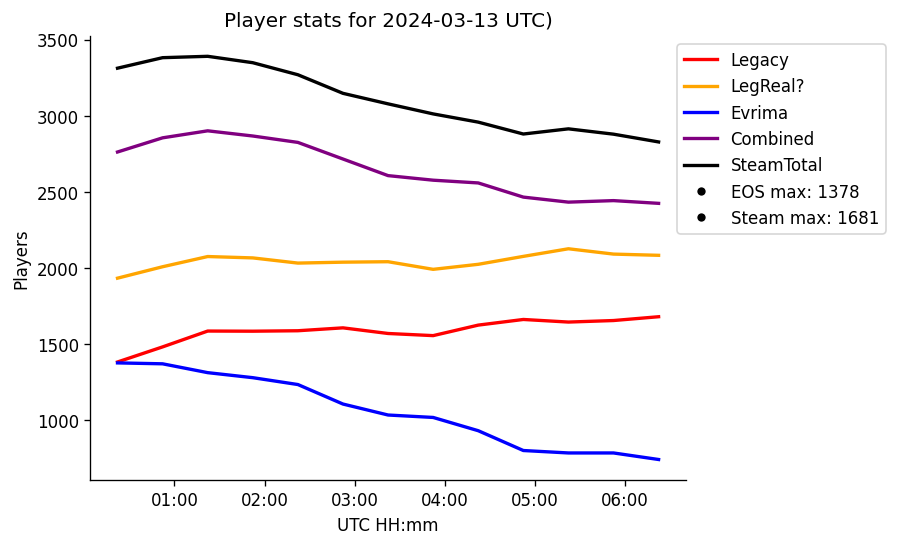 Player stats for 2024-03-13 UTC)
3500
3000
2500
2000
1500
1000
Players
01:00 02:00 03:00 04:00 05:00 06:00
UTC HH:mm
Legacy
LegReal?
Evrima
Combined
SteamTotal
EOS max: 1378
Steam max: 1681